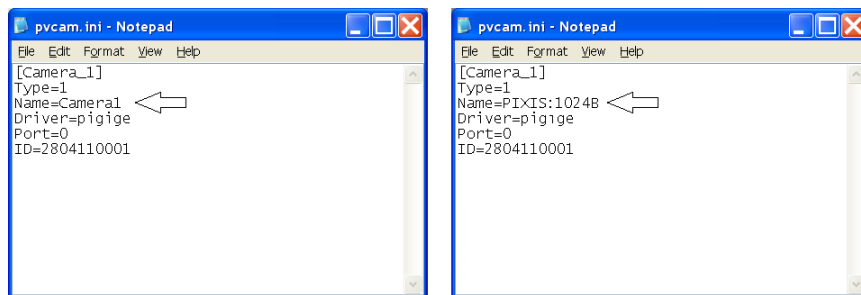 pvcam.ini - Notepad
File Edit Format View Help
[Camera_1]
Type=1
Name=Camera1
Driver=pigige
Port=0
ID=2804110001
pvcam.ini - Notepad
File Edit Format View Help
[Camera_1]
Type=1
Name=PIXIS:1024B
Driver=pigige
Port=0
ID=2804110001